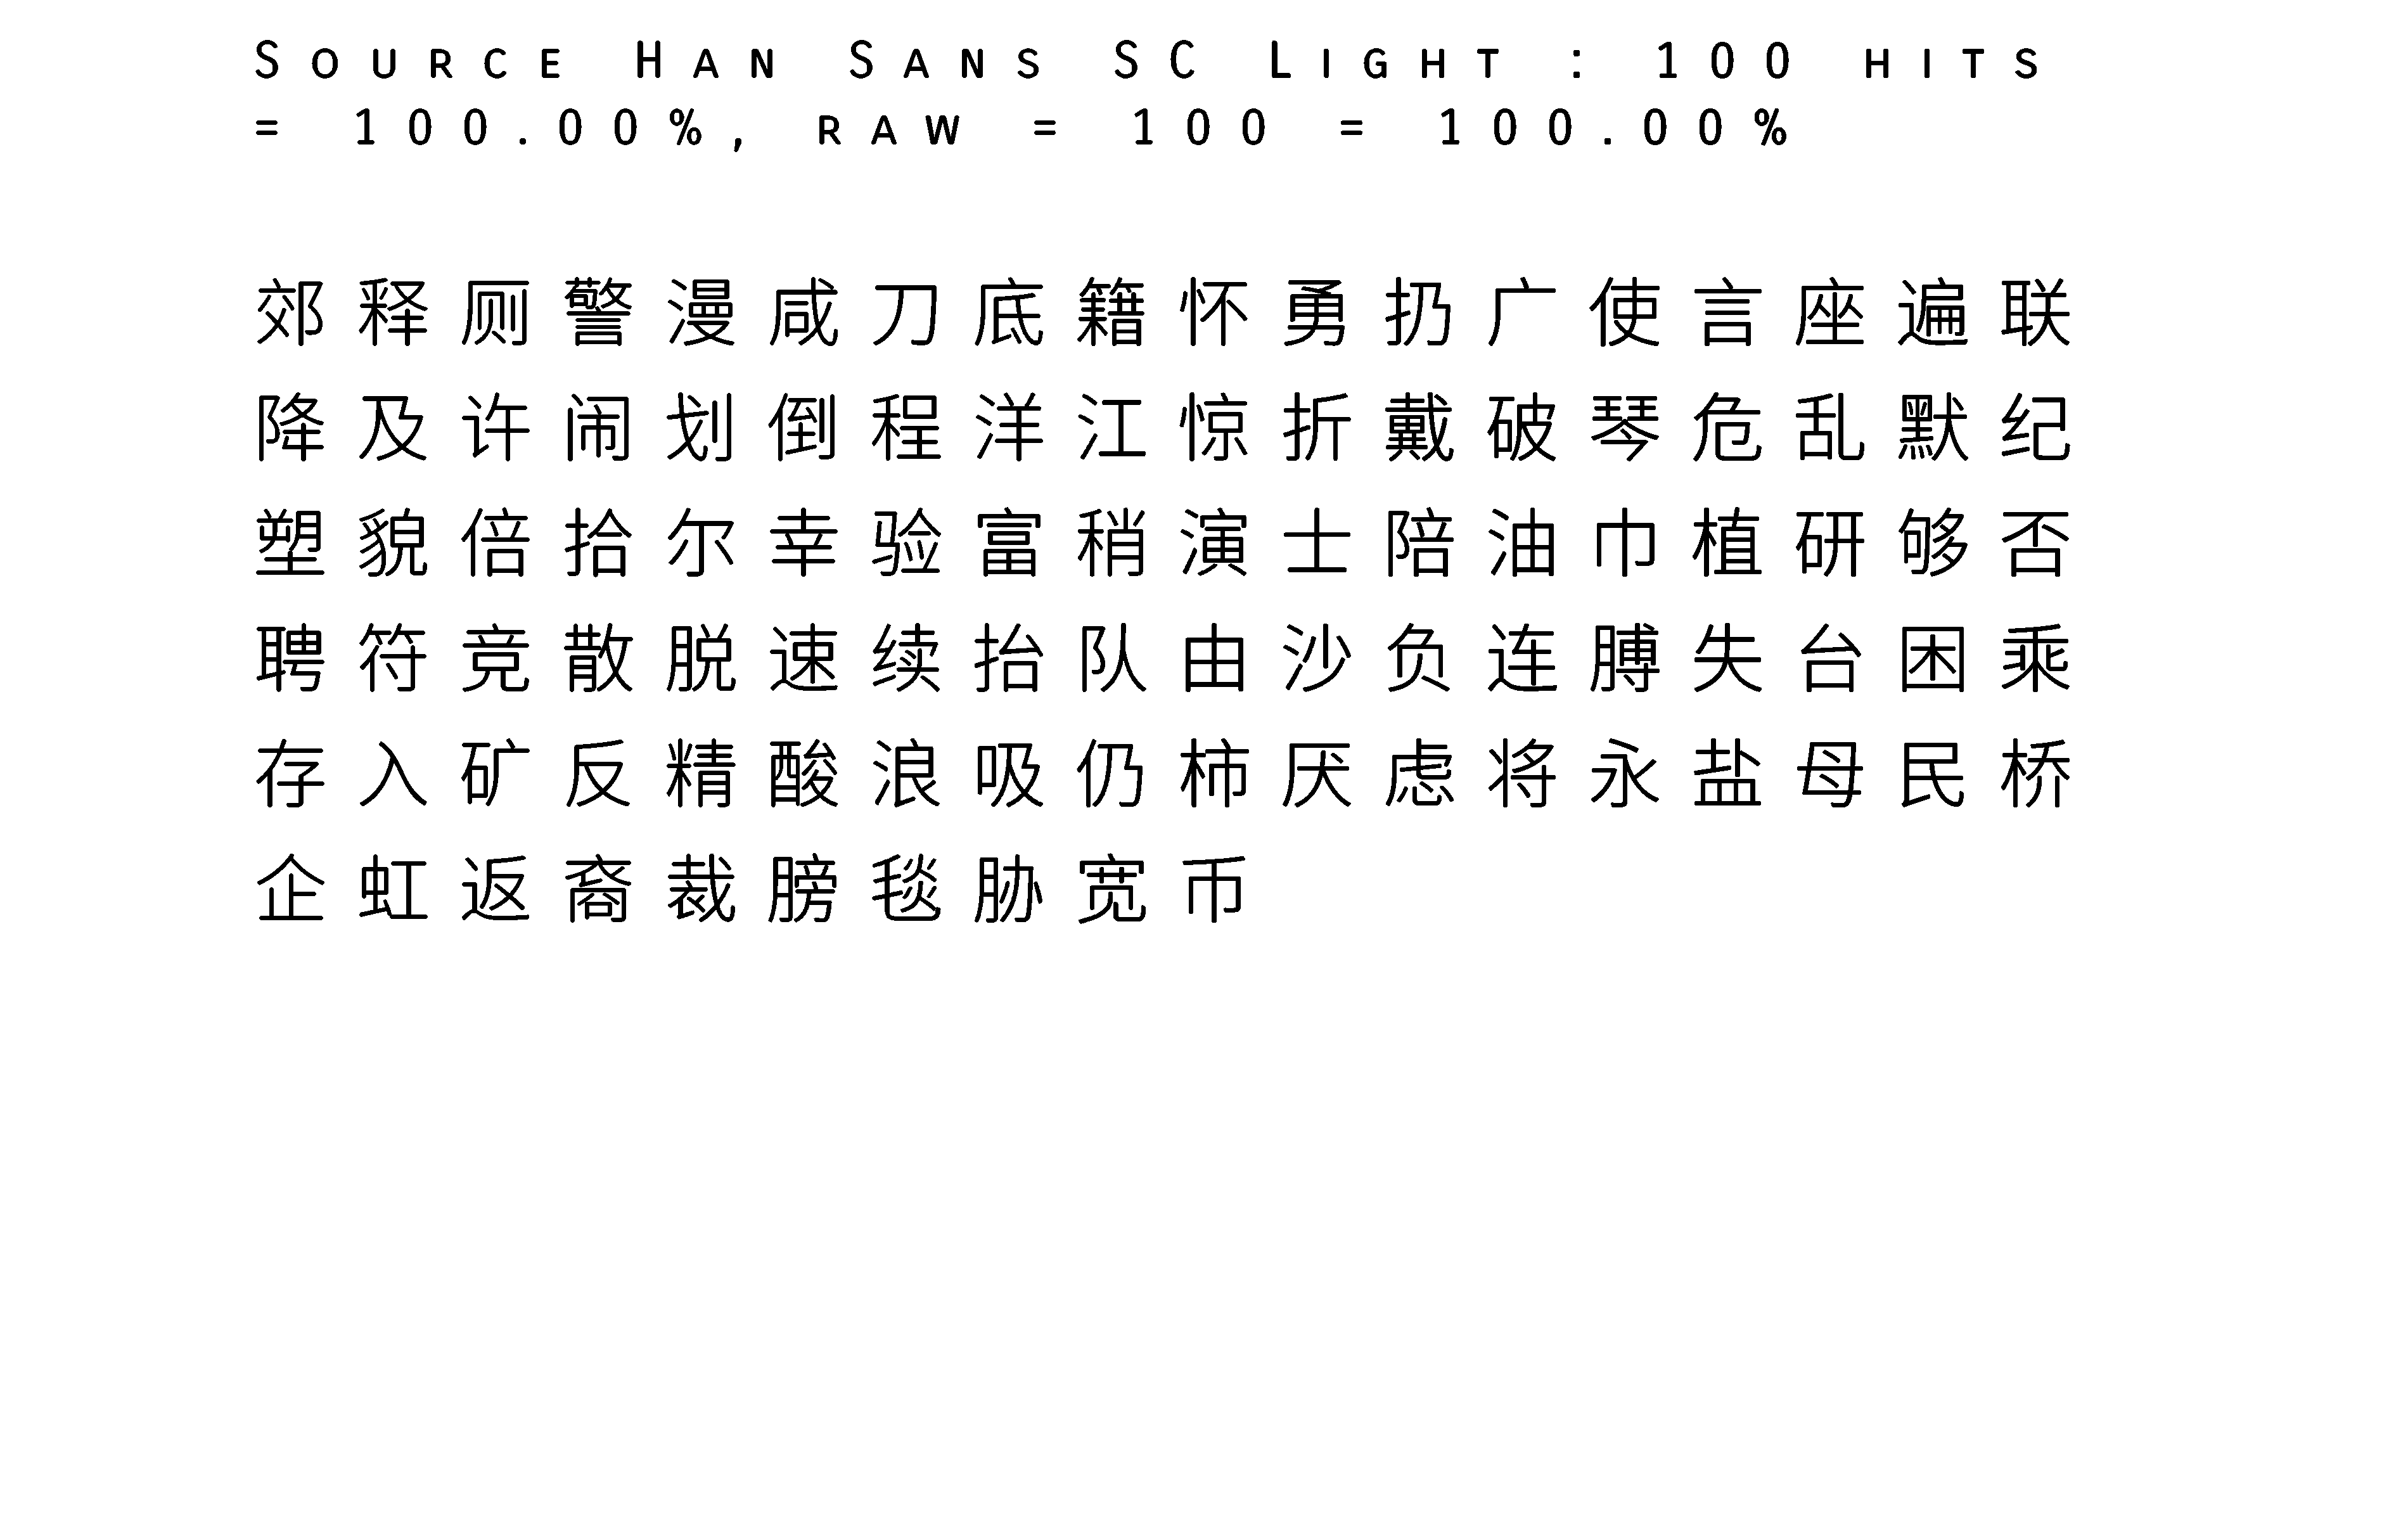 Source Han Sans SC Light : 100 hits
= 100.00%, raw = 100 = 100.00%
郊释厕警漫咸刀底籍怀勇扔广使言座遍联
降及许闹划倒程洋江惊折戴破琴危乱默纪
塑貌倍拾尔幸验富稍演士陪油巾植研够否
聘符竞散脱速续抬队由沙负连膊失台困乘
存入矿反精酸浪吸仍柿厌虑将永盐母民桥
企虹返裔裁膀毯胁宽币